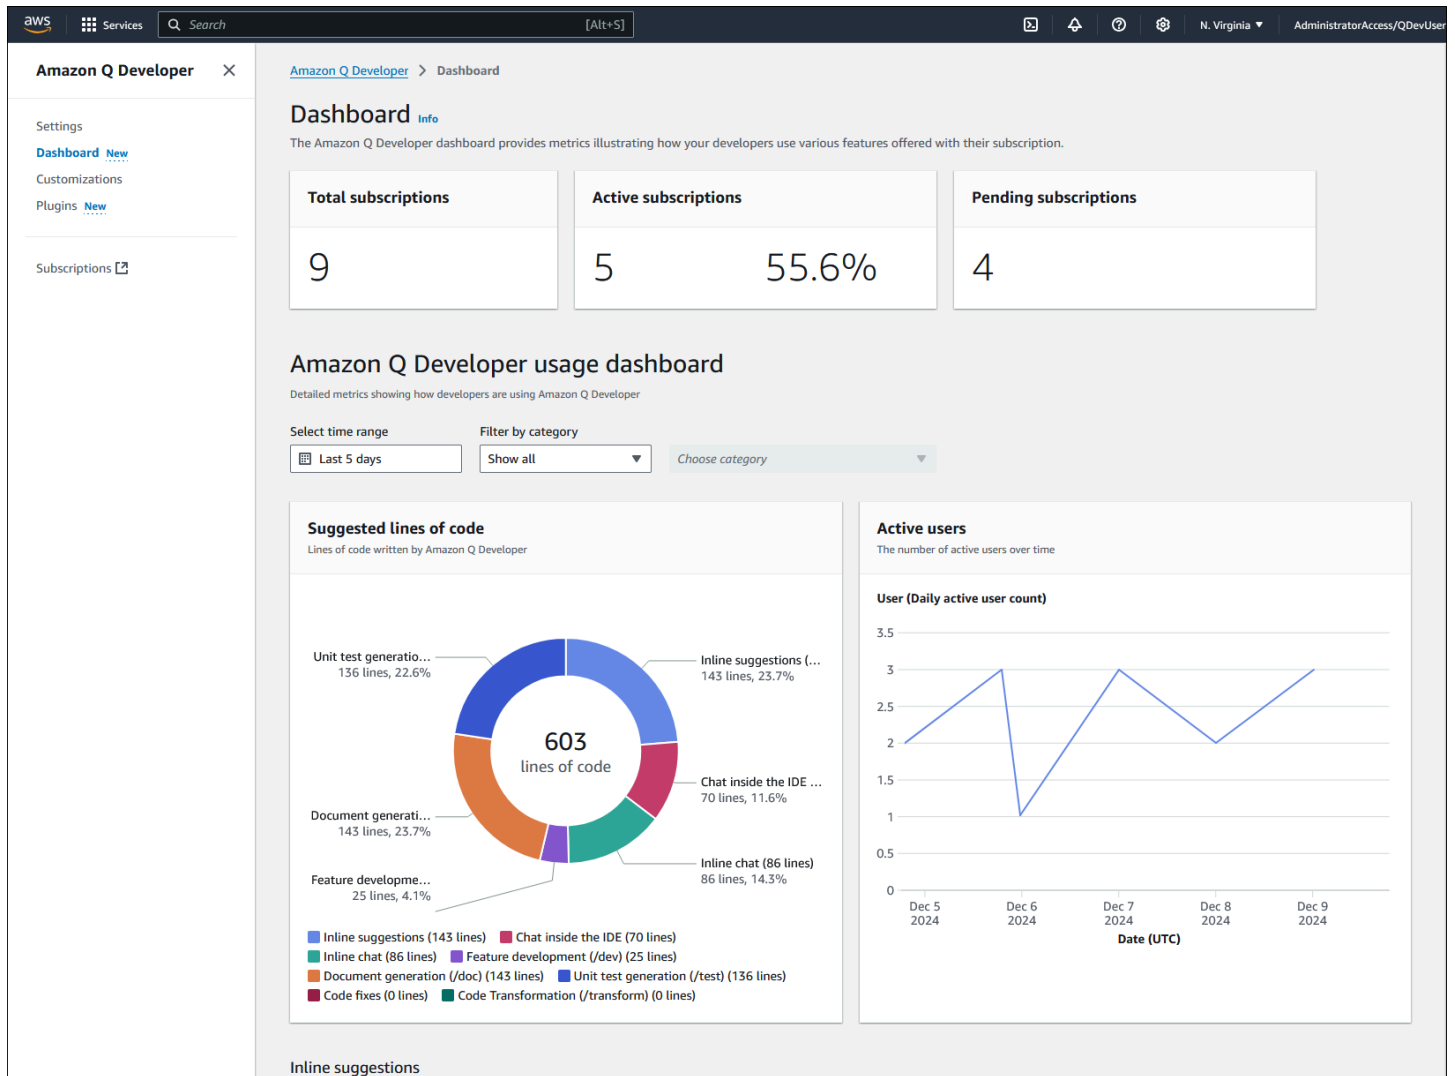 aws Services Search [Alt+S] N. Virginia AdministratorAccess/QDevUser
Amazon Q Developer
Settings
Dashboard New
Customizations
Plugins New
Subscriptions
Amazon Q Developer > Dashboard
Dashboard Info
The Amazon Q Developer dashboard provides metrics illustrating how your developers use various features offered with their subscription.
Total subscriptions
9
Active subscriptions
5 55.6%
Pending subscriptions
4
Amazon Q Developer usage dashboard
Detailed metrics showing how developers are using Amazon Q Developer
Select time range
Last 5 days
Filter by category
Show all
Choose category
Suggested lines of code
Lines of code written by Amazon Q Developer
Unit test generatio...
136 lines, 22.6%
Inline suggestions (...
143 lines, 23.7%
603
lines of code
Chat inside the IDE ...
70 lines, 11.6%
Document generati...
143 lines, 23.7%
Inline chat (86 lines)
86 lines, 14.3%
Feature developme...
25 lines, 4.1%
Inline suggestions (143 lines) Chat inside the IDE (70 lines)
Inline chat (86 lines) Feature development (/dev) (25 lines)
Document generation (/doc) (143 lines) Unit test generation (/test) (136 lines)
Code fixes (0 lines) Code Transformation (/transform) (0 lines)
Active users
The number of active users over time
User (Daily active user count)
3.5
3
2.5
2
1.5
1
0.5
0
Dec 5 Dec 6 Dec 7 Dec 8 Dec 9
2024 2024 2024 2024 2024
Date (UTC)
Inline suggestions